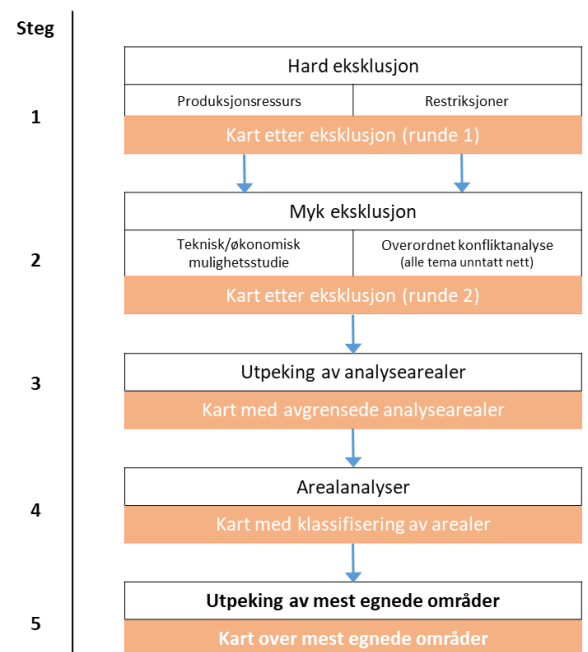 Steg
1
Hard eksklusjon
Produksjonsressurs
Restriksjoner
Kart etter eksklusjon (runde 1)
2
Myk eksklusjon
Teknisk/økonomisk
mulighetsstudie
Overordnet konfliktanalyse
(alle tema unntatt nett)
Kart etter eksklusjon (runde 2)
3
Utpeking av analysearealer
Kart med avgrensede analysearealer
4
Arealanalyser
Kart med klassifisering av arealer
5
Utpeking av mest egnede områder
Kart over mest egnede områder